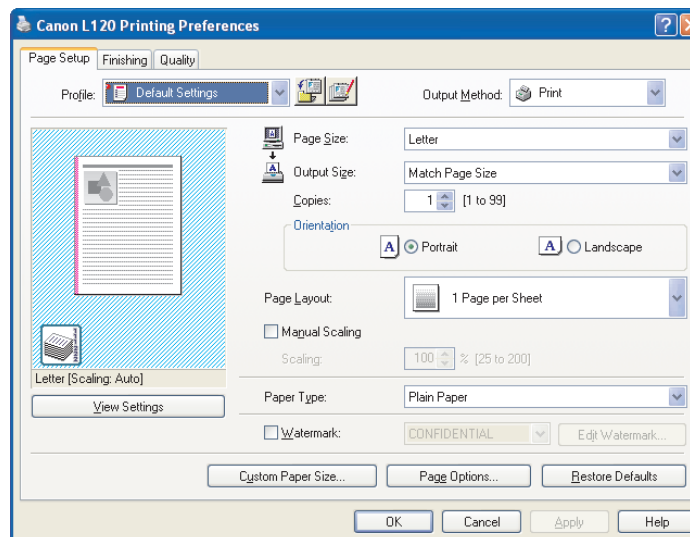 Canon L120 Printing Preferences
Page Setup Finishing Quality
Profile: Default Settings Output Method: Print
Page Size: Letter
Output Size: Match Page Size
Copies: 1 [1 to 99]
Orientation
A Portrait A Landscape
Page Layout: 1 Page per Sheet
Manual Scaling
Scaling: 100 % [25 to 200]
Letter [Scaling: Auto]
View Settings
Paper Type: Plain Paper
Watermark: CONFIDENTIAL Edit Watermark...
Custom Paper Size... Page Options... Restore Defaults
OK Cancel Apply Help